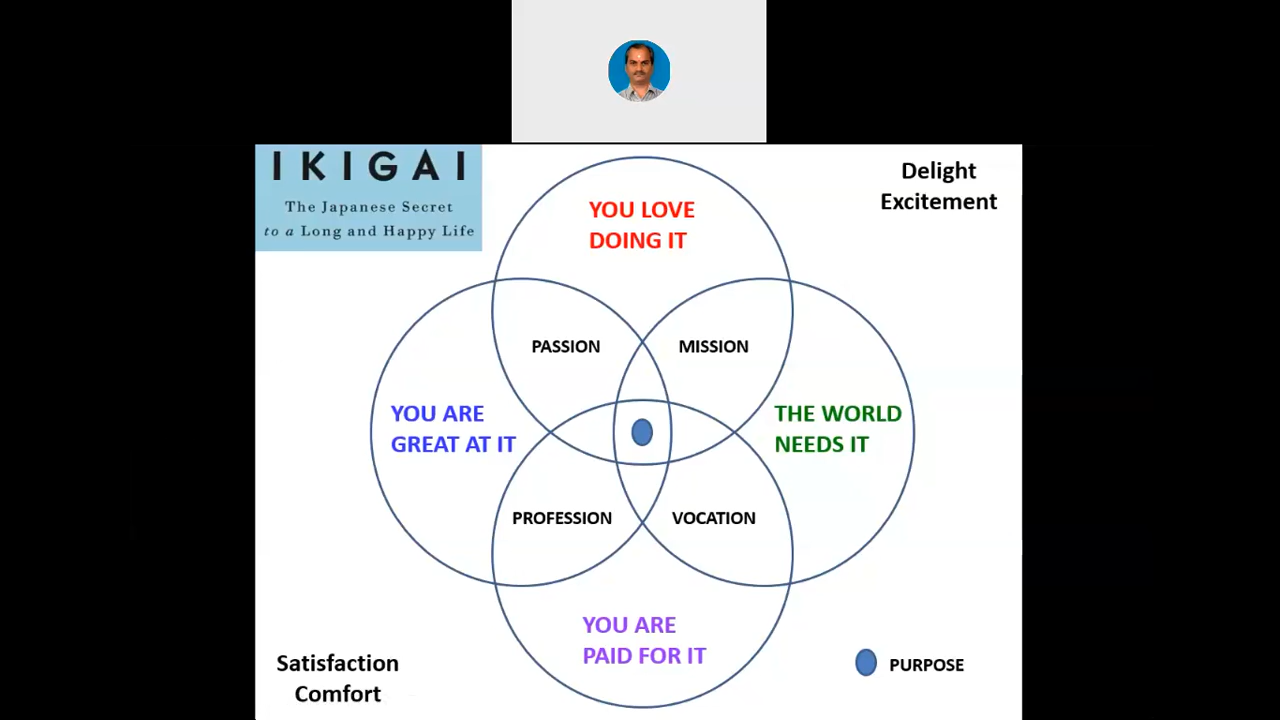 IKIGAI
The Japanese Secret
to a Long and Happy Life
Delight
Excitement
YOU LOVE
DOING IT
PASSION
MISSION
YOU ARE
GREAT AT IT
THE WORLD
NEEDS IT
PROFESSION
VOCATION
YOU ARE
PAID FOR IT
Satisfaction
Comfort
PURPOSE